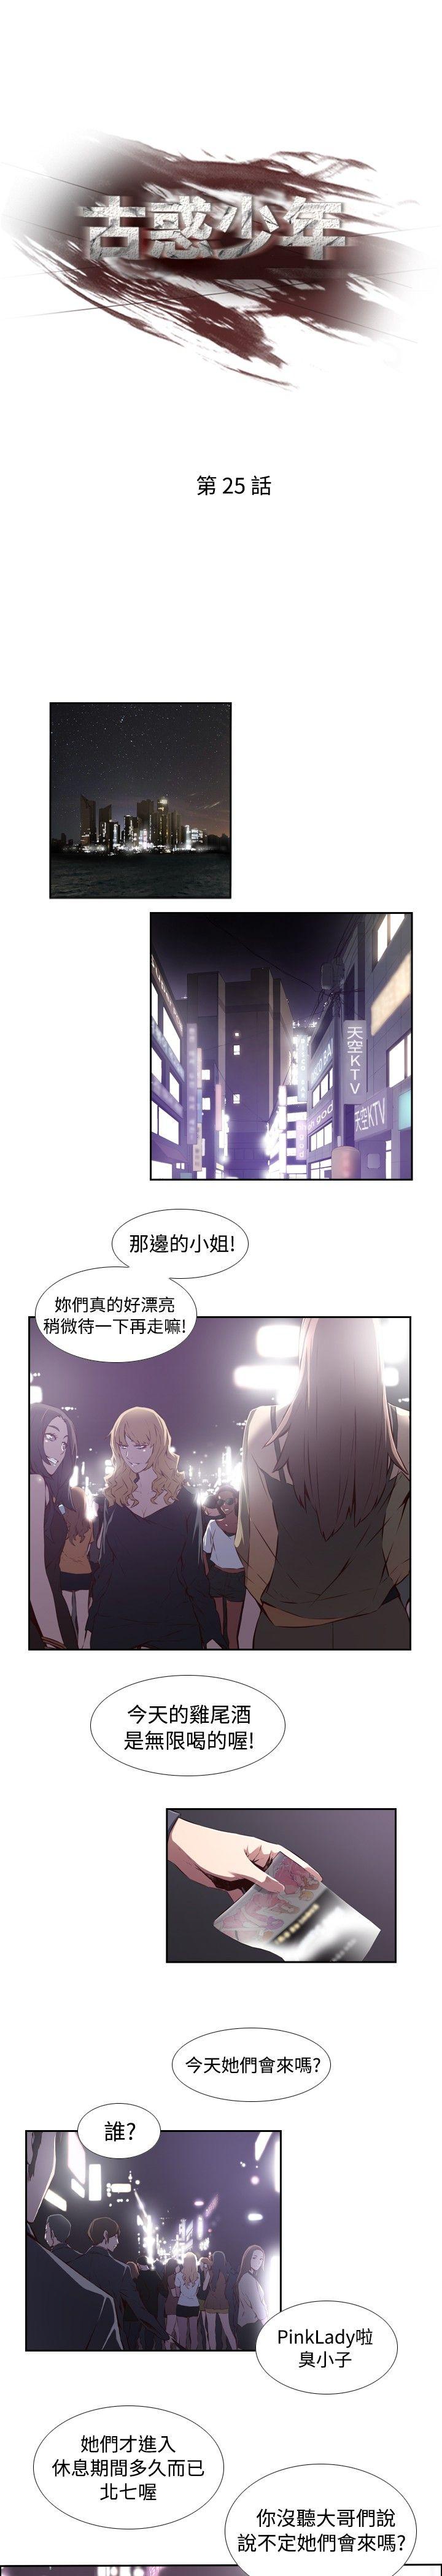 古惑少年
第 25 話
天空KTV
天空KTV
那邊的小姐!
妳們真的好漂亮
稍微待一下再走嘛!
今天的雞尾酒
是無限喝的喔!
今天她們會來嗎?
誰?
PinkLady啦
臭小子
她們才進入
休息期間多久而已
北七喔
你沒聽大哥們說
說不定她們會來嗎?